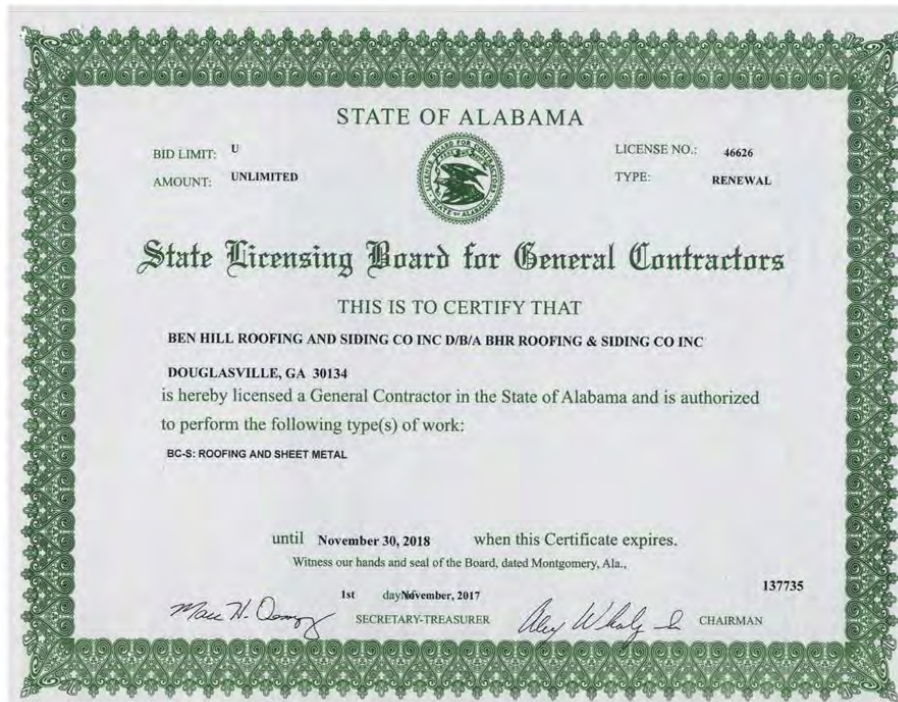 STATE OF ALABAMA
BID LIMIT: U
AMOUNT: UNLIMITED
LICENSE NO.: 46626
TYPE: RENEWAL
State Licensing Board for General Contractors
THIS IS TO CERTIFY THAT
BEN HILL ROOFING AND SIDING CO INC D/B/A BHR ROOFING & SIDING CO INC
DOUGLASVILLE, GA 30134
is hereby licensed a General Contractor in the State of Alabama and is authorized
to perform the following type(s) of work:
BC-S: ROOFING AND SHEET METAL
until November 30, 2018 when this Certificate expires.
Witness our hands and seal of the Board, dated Montgomery, Ala.,
137735
1st day November, 2017
SECRETARY-TREASURER
CHAIRMAN